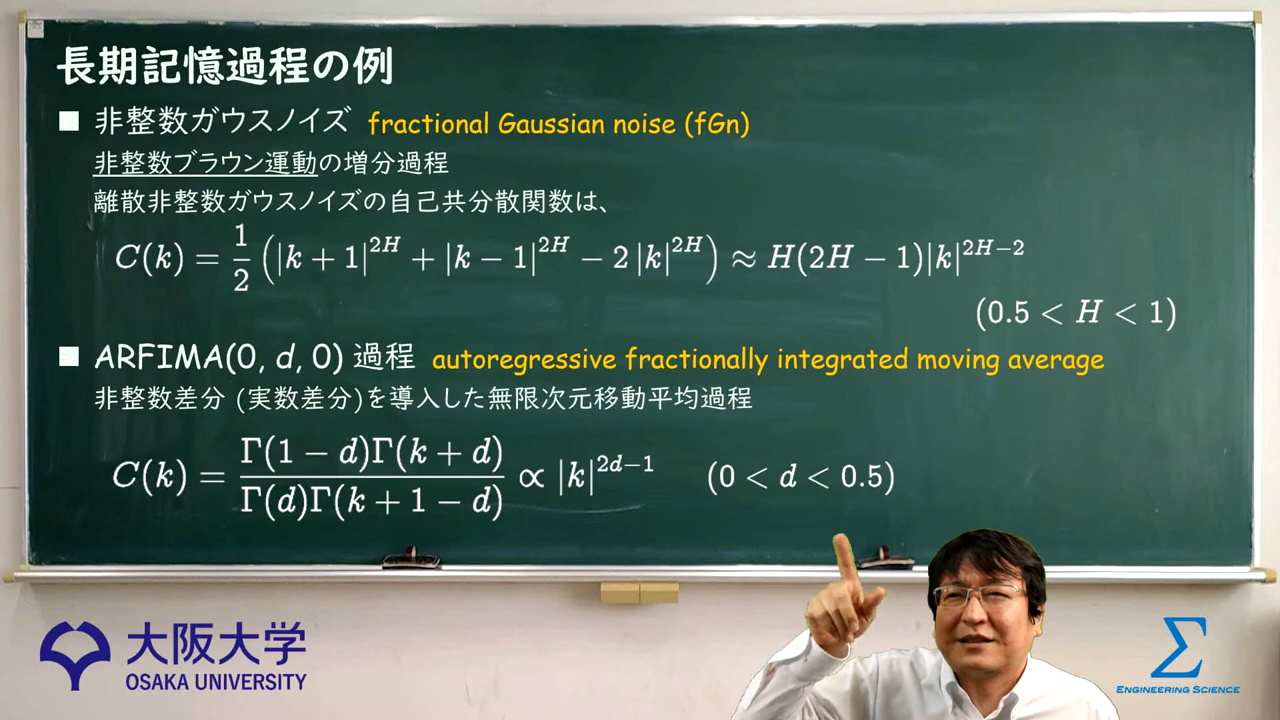 長期記憶過程の例
■ 非整数ガウスノイズ fractional Gaussian noise (fGn)
非整数ブラウン運動の増分過程
離散非整数ガウスノイズの自己共分散関数は、
C(k) = \frac{1}{2} (|k + 1|^{2H} + |k − 1|^{2H} − 2 |k|^{2H}) ≈ H(2H − 1)|k|^{2H−2}
(0.5 < H < 1)
■ ARFIMA(0, d, 0) 過程 autoregressive fractionally integrated moving average
非整数差分 (実数差分)を導入した無限次元移動平均過程
C(k) = \frac{Γ(1 − d)Γ(k + d)}{Γ(d)Γ(k + 1 − d)} ∝ |k|^{2d−1} (0 < d < 0.5)
大阪大学
OSAKA UNIVERSITY
Σ
ENGINEERING SCIENCE